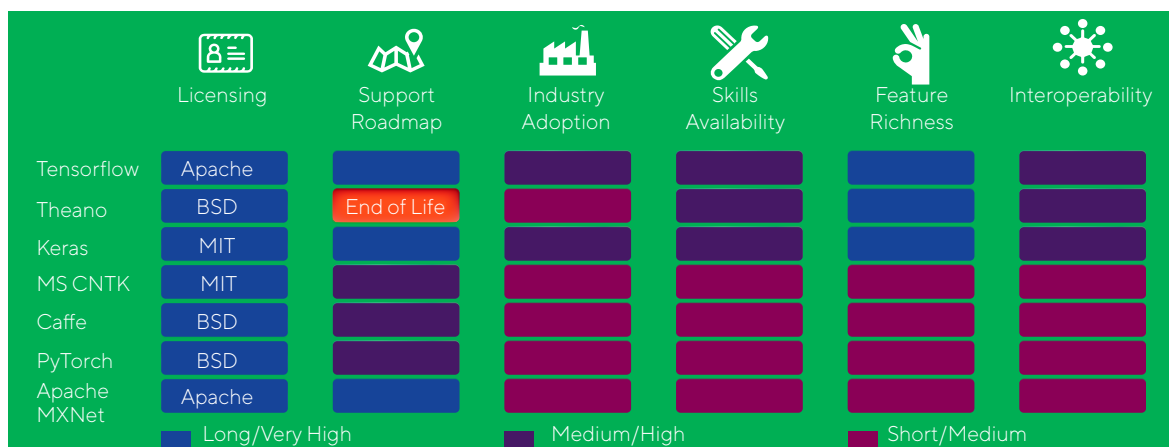 Licensing
Support
Roadmap
Industry
Adoption
Skills
Availability
Feature
Richness
Interoperability
Tensorflow Apache
Theano BSD End of Life
Keras MIT
MS CNTK MIT
Caffe BSD
PyTorch BSD
Apache
MXNet
Apache
Long/Very High Medium/High Short/Medium